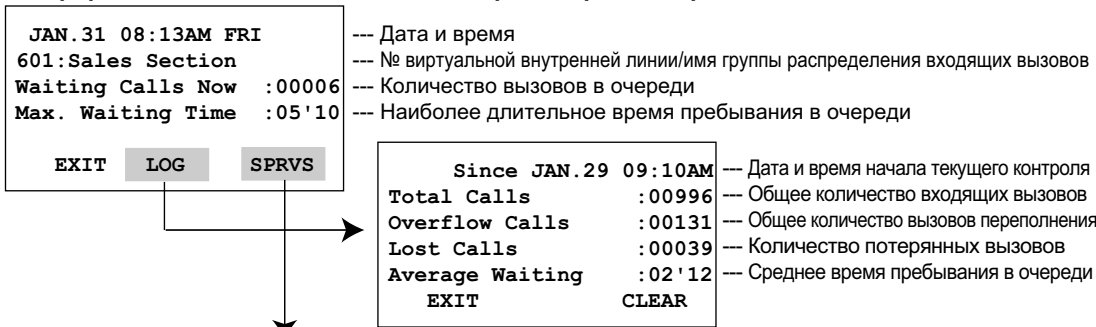 JAN.31 08:13AM FRI --- Дата и время
601:Sales Section --- № виртуальной внутренней линии/имя группы распределения входящих вызовов
Waiting Calls Now :00006 --- Количество вызовов в очереди
Max. Waiting Time :05'10 --- Наиболее длительное время пребывания в очереди
EXIT LOG SPRVS
Since JAN.29 09:10AM --- Дата и время начала текущего контроля
Total Calls :00996 --- Общее количество входящих вызовов
Overflow Calls :00131 --- Общее количество вызовов переполнения
Lost Calls :00039 --- Количество потерянных вызовов
Average Waiting :02'12 --- Среднее время пребывания в очереди
EXIT CLEAR